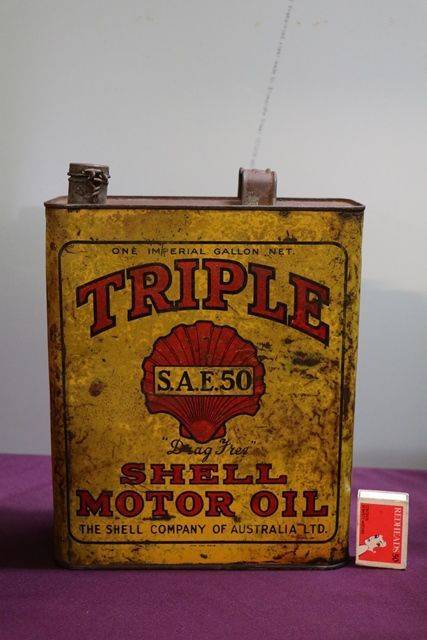 ONE IMPERIAL GALLON NET.
TRIPLE
S.A.E.50
"Drag Free"
SHELL
MOTOR OIL
THE SHELL COMPANY OF AUSTRALIA LTD.
REDHEADS